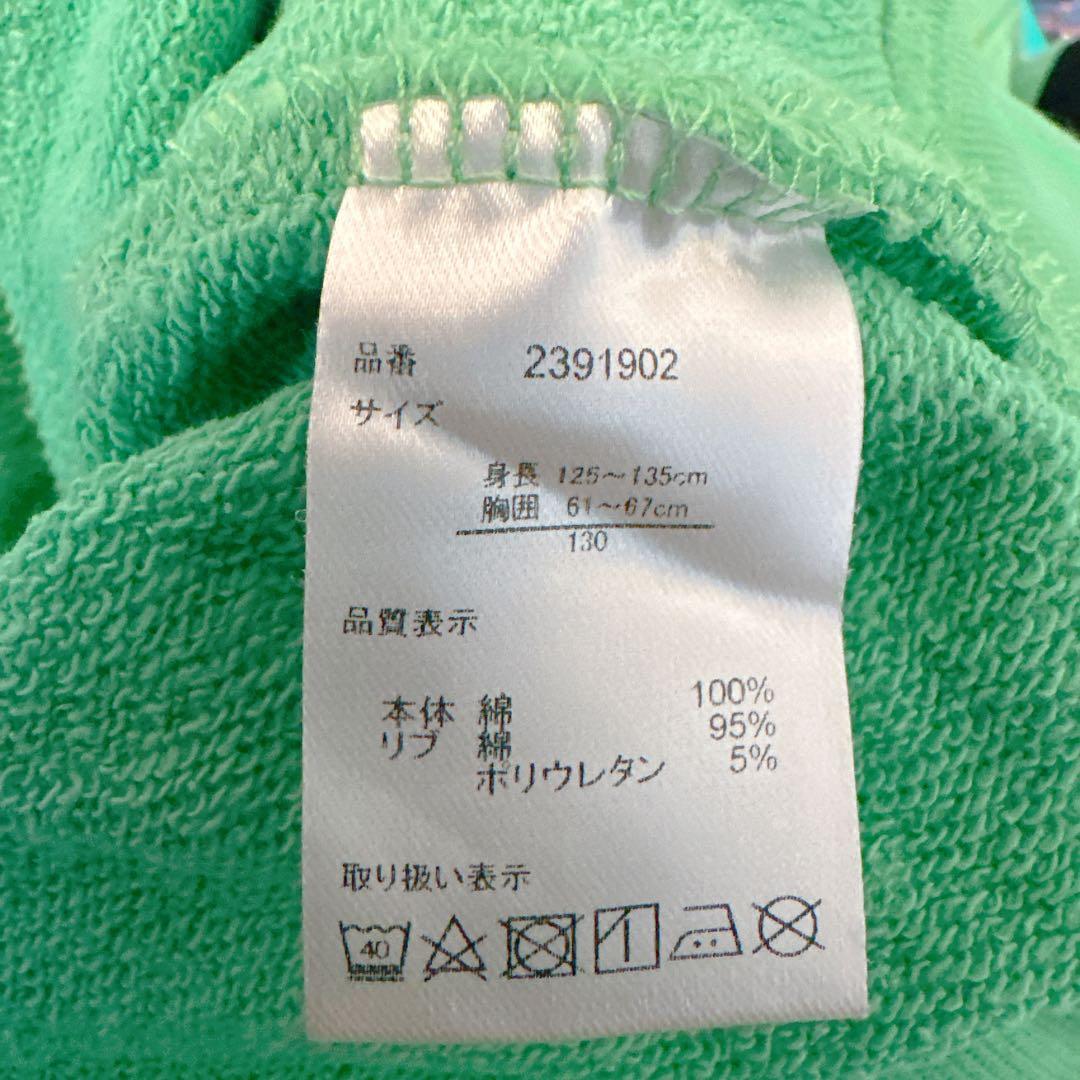 品番 2391902
サイズ
身長 125～135cm
胸囲 61～67cm
130
品質表示
本体 綿 100%
リブ 綿 95%
ポリウレタン 5%
取り扱い表示
40